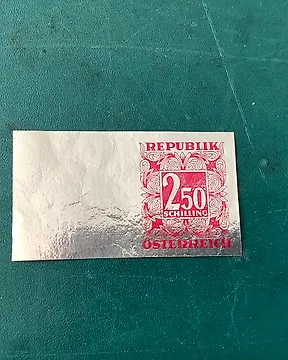 REPUBLIK
2 50
SCHILLING
ÖSTERREICH